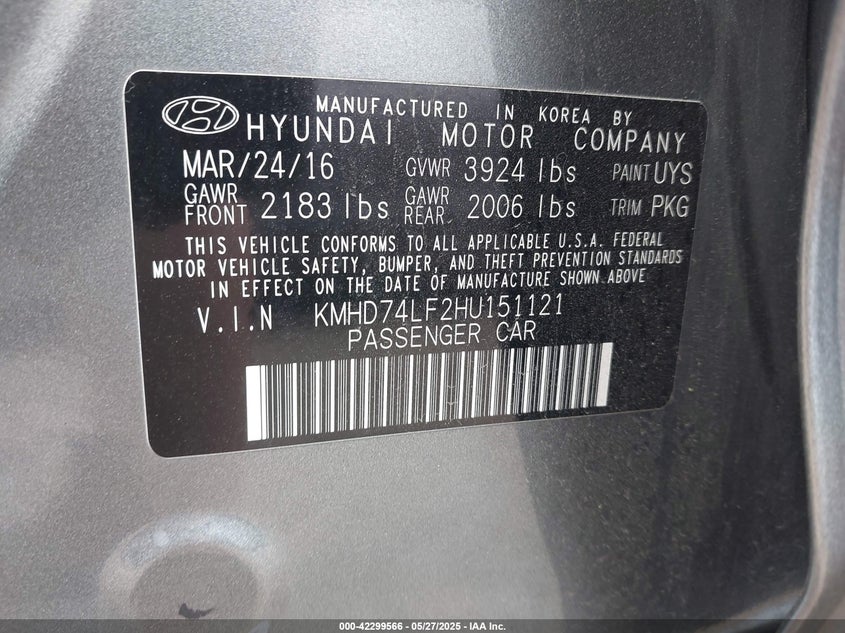 MANUFACTURED IN KOREA BY
HYUNDAI MOTOR COMPANY
MAR/24/16 GVWR 3924 lbs PAINT UYS
GAWR FRONT 2183 lbs GAWR REAR 2006 lbs TRIM PKG
THIS VEHICLE CONFORMS TO ALL APPLICABLE U.S.A. FEDERAL
MOTOR VEHICLE SAFETY, BUMPER, AND THEFT PREVENTION STANDARDS
IN EFFECT ON THE DATE OF MANUFACTURE SHOWN ABOVE
V.I.N KMHD74LF2HU151121
PASSENGER CAR
000-42299566 — 05/27/2025 — IAA Inc.